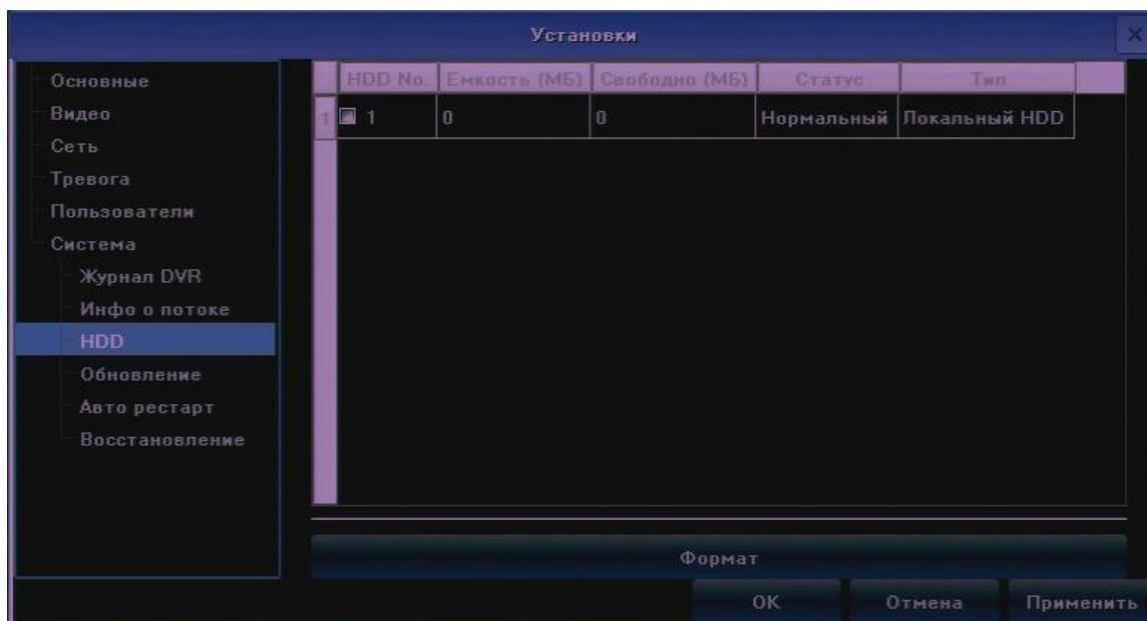 Установки
Основные
Видео
Сеть
Тревога
Пользователи
Система
Журнал DVR
Инфо о потоке
HDD
Обновление
Авто рестарт
Восстановление
HDD No. Емкость (МБ) Свободно (МБ) Статус Тип
1 1 0 0 Нормальный Локальный HDD
Формат
OK Отмена Применить